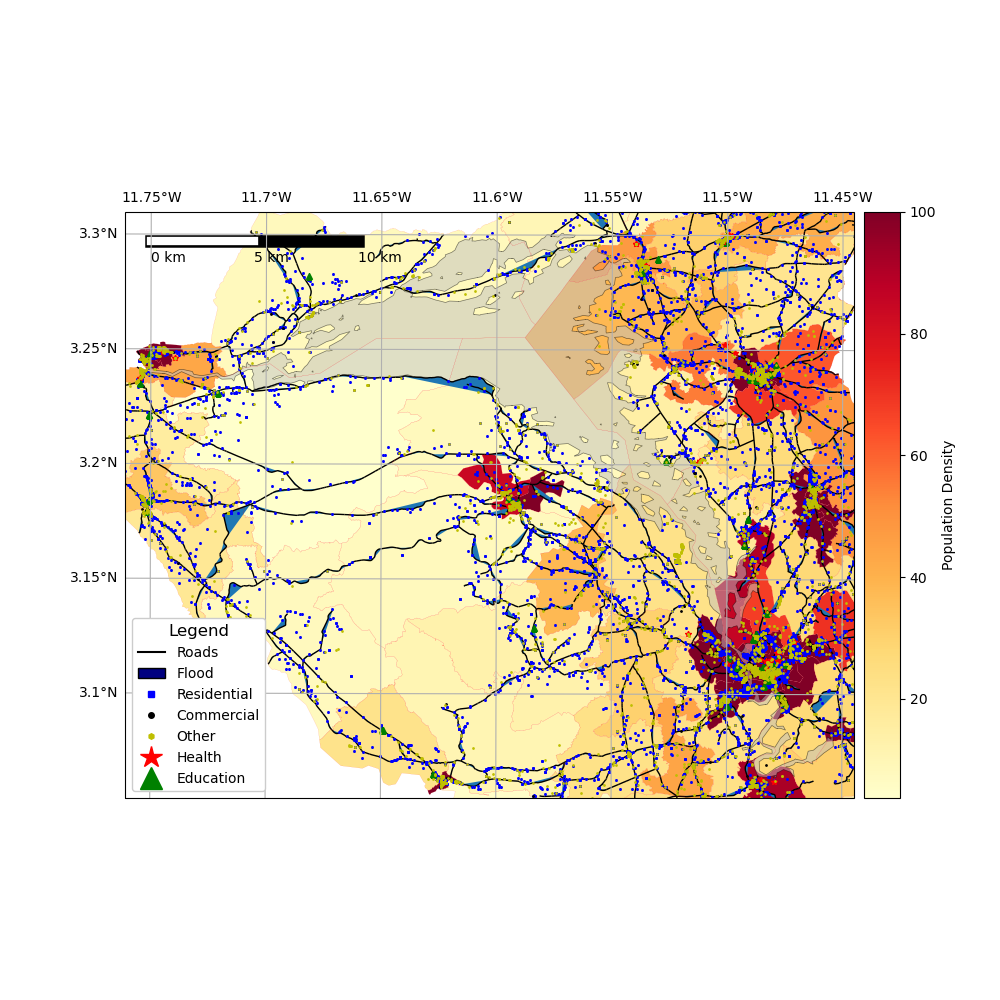 11.75°W 11.7°W 11.65°W 11.6°W 11.55°W 11.5°W 11.45°W
3.3°N
3.25°N
3.2°N
3.15°N
3.1°N
0 km 5 km 10 km
Legend
Roads
Flood
Residential
Commercial
Other
Health
Education
100
80
60
40
20
Population Density